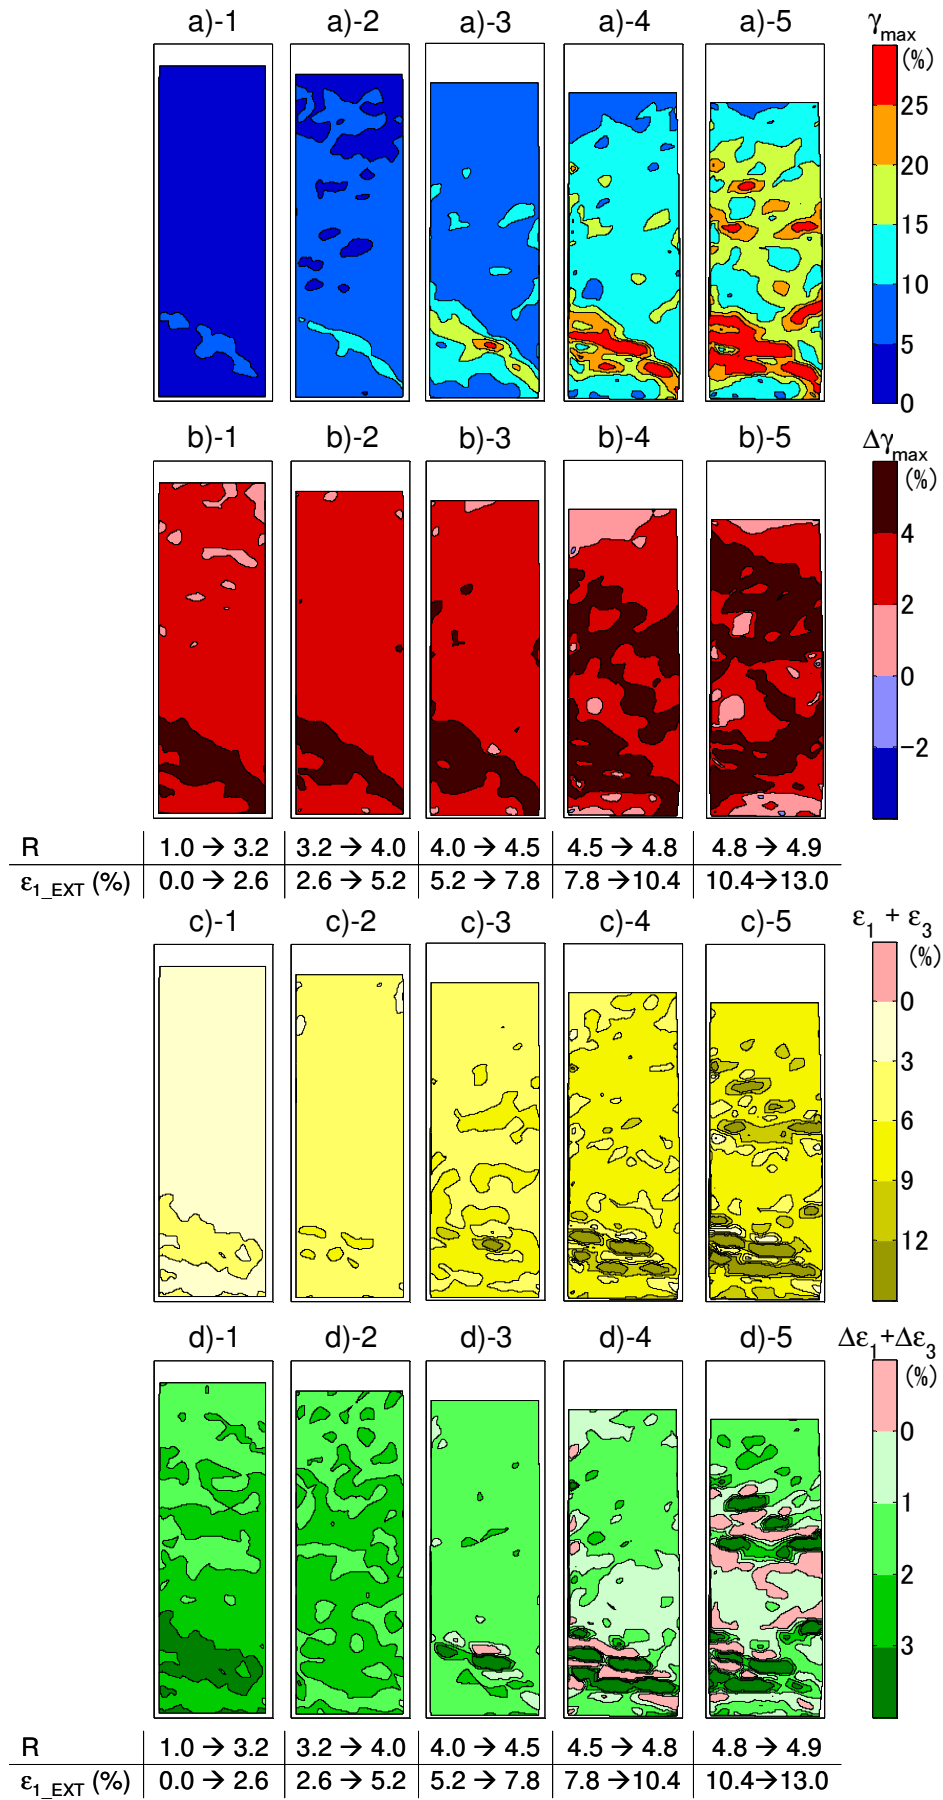 a)-1 a)-2 a)-3 a)-4 a)-5 γmax
(%)
25
20
15
10
5
0
b)-1 b)-2 b)-3 b)-4 b)-5 Δγmax
(%)
4
2
0
−2
R 1.0 → 3.2 3.2 → 4.0 4.0 → 4.5 4.5 → 4.8 4.8 → 4.9
ε1_EXT (%) 0.0 → 2.6 2.6 → 5.2 5.2 → 7.8 7.8 →10.4 10.4→13.0
c)-1 c)-2 c)-3 c)-4 c)-5 ε1 + ε3
(%)
0
3
6
9
12
d)-1 d)-2 d)-3 d)-4 d)-5 Δε1+Δε3
(%)
0
1
2
3
R 1.0 → 3.2 3.2 → 4.0 4.0 → 4.5 4.5 → 4.8 4.8 → 4.9
ε1_EXT (%) 0.0 → 2.6 2.6 → 5.2 5.2 → 7.8 7.8 →10.4 10.4→13.0